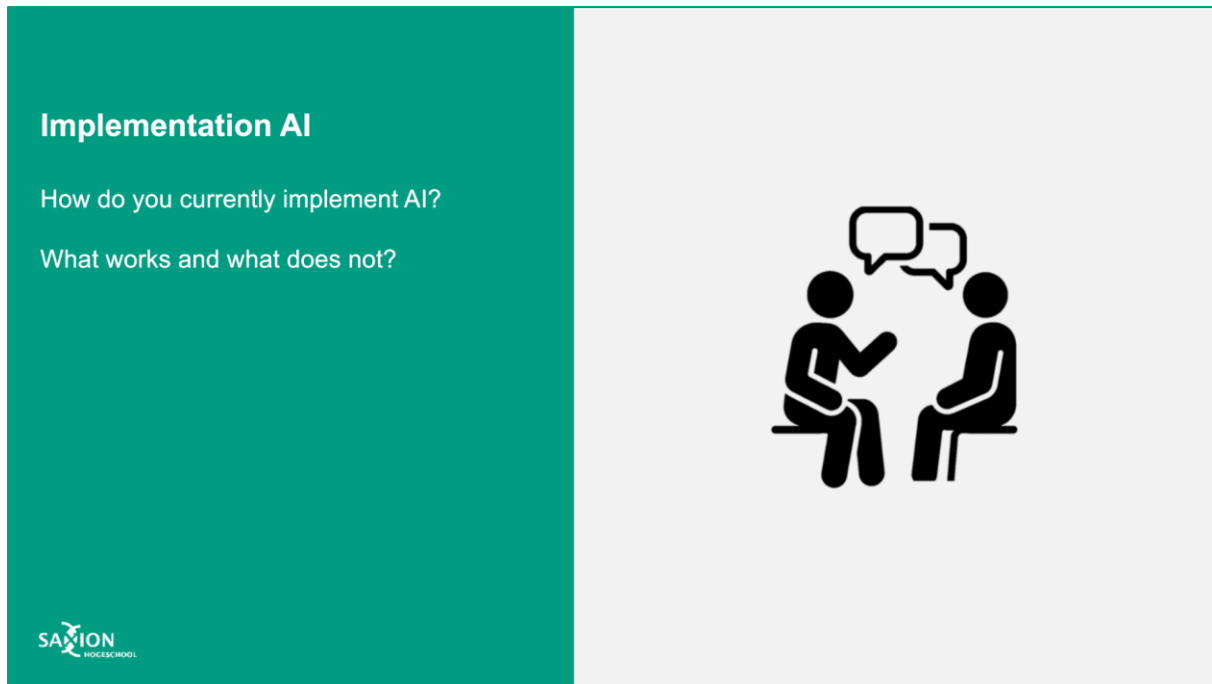 Implementation AI
How do you currently implement AI?
What works and what does not?
SAXION
HOGESCHOOL